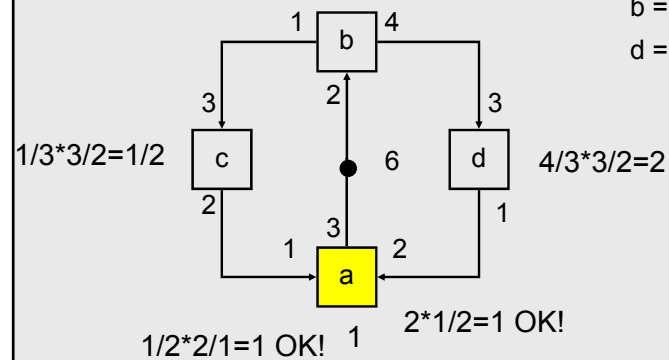 b =
d =
1 b 4
2
3 3
1/3*3/2=1/2 c 6 d 4/3*3/2=2
2 1
3
1 a 2
1/2*2/1=1 OK! 1 2*1/2=1 OK!